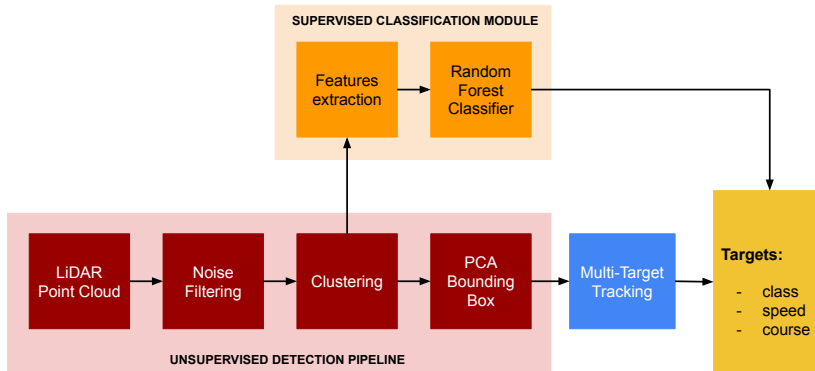 SUPERVISED CLASSIFICATION MODULE
Features
extraction
Random
Forest
Classifier
LiDAR
Point Cloud
Noise
Filtering
Clustering
PCA
Bounding
Box
Multi-Target
Tracking
Targets:
- class
- speed
- course
UNSUPERVISED DETECTION PIPELINE